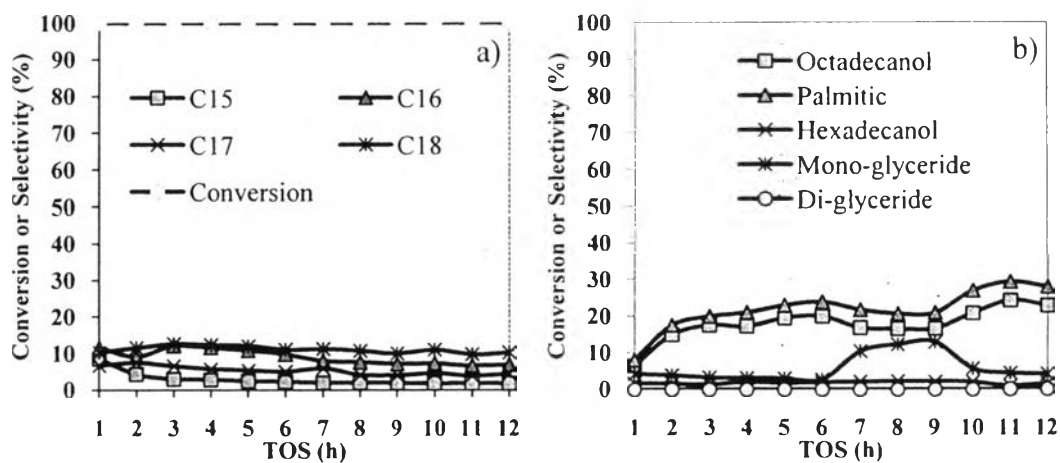 a)
Conversion or Selectivity (%)
100
90
80
70
60
50
40
30
20
10
0
C15
C16
C17
C18
Conversion
1 2 3 4 5 6 7 8 9 10 11 12
TOS (h)
b)
Conversion or Selectivity (%)
100
90
80
70
60
50
40
30
20
10
0
Octadecanol
Palmitic
Hexadecanol
Mono-glyceride
Di-glyceride
1 2 3 4 5 6 7 8 9 10 11 12
TOS (h)